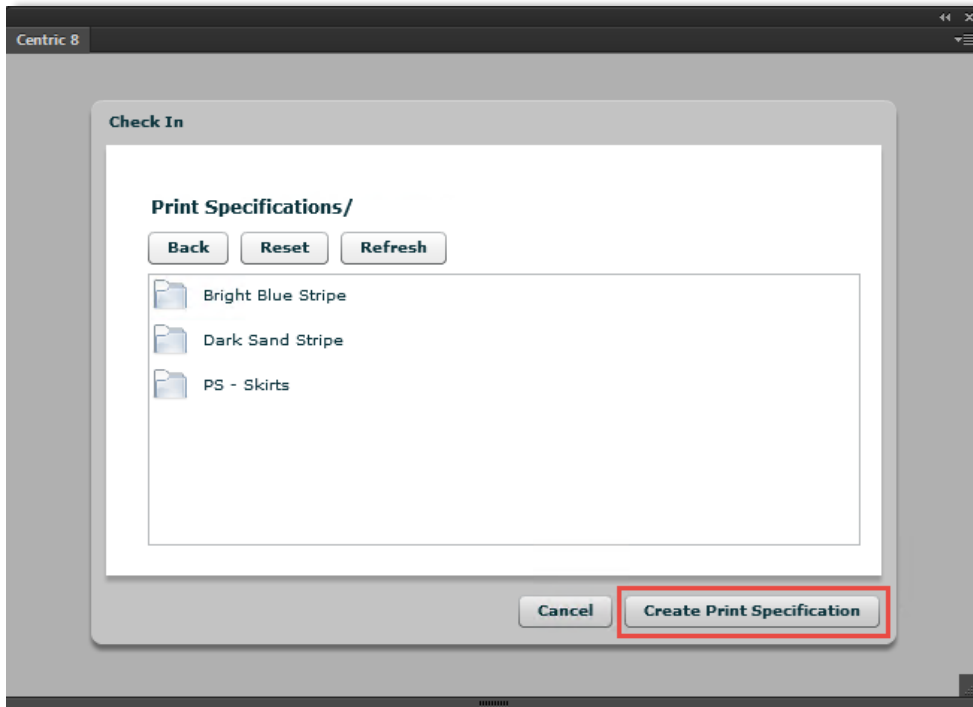 Centric 8
Check In
Print Specifications/
Back Reset Refresh
Bright Blue Stripe
Dark Sand Stripe
PS - Skirts
Cancel Create Print Specification